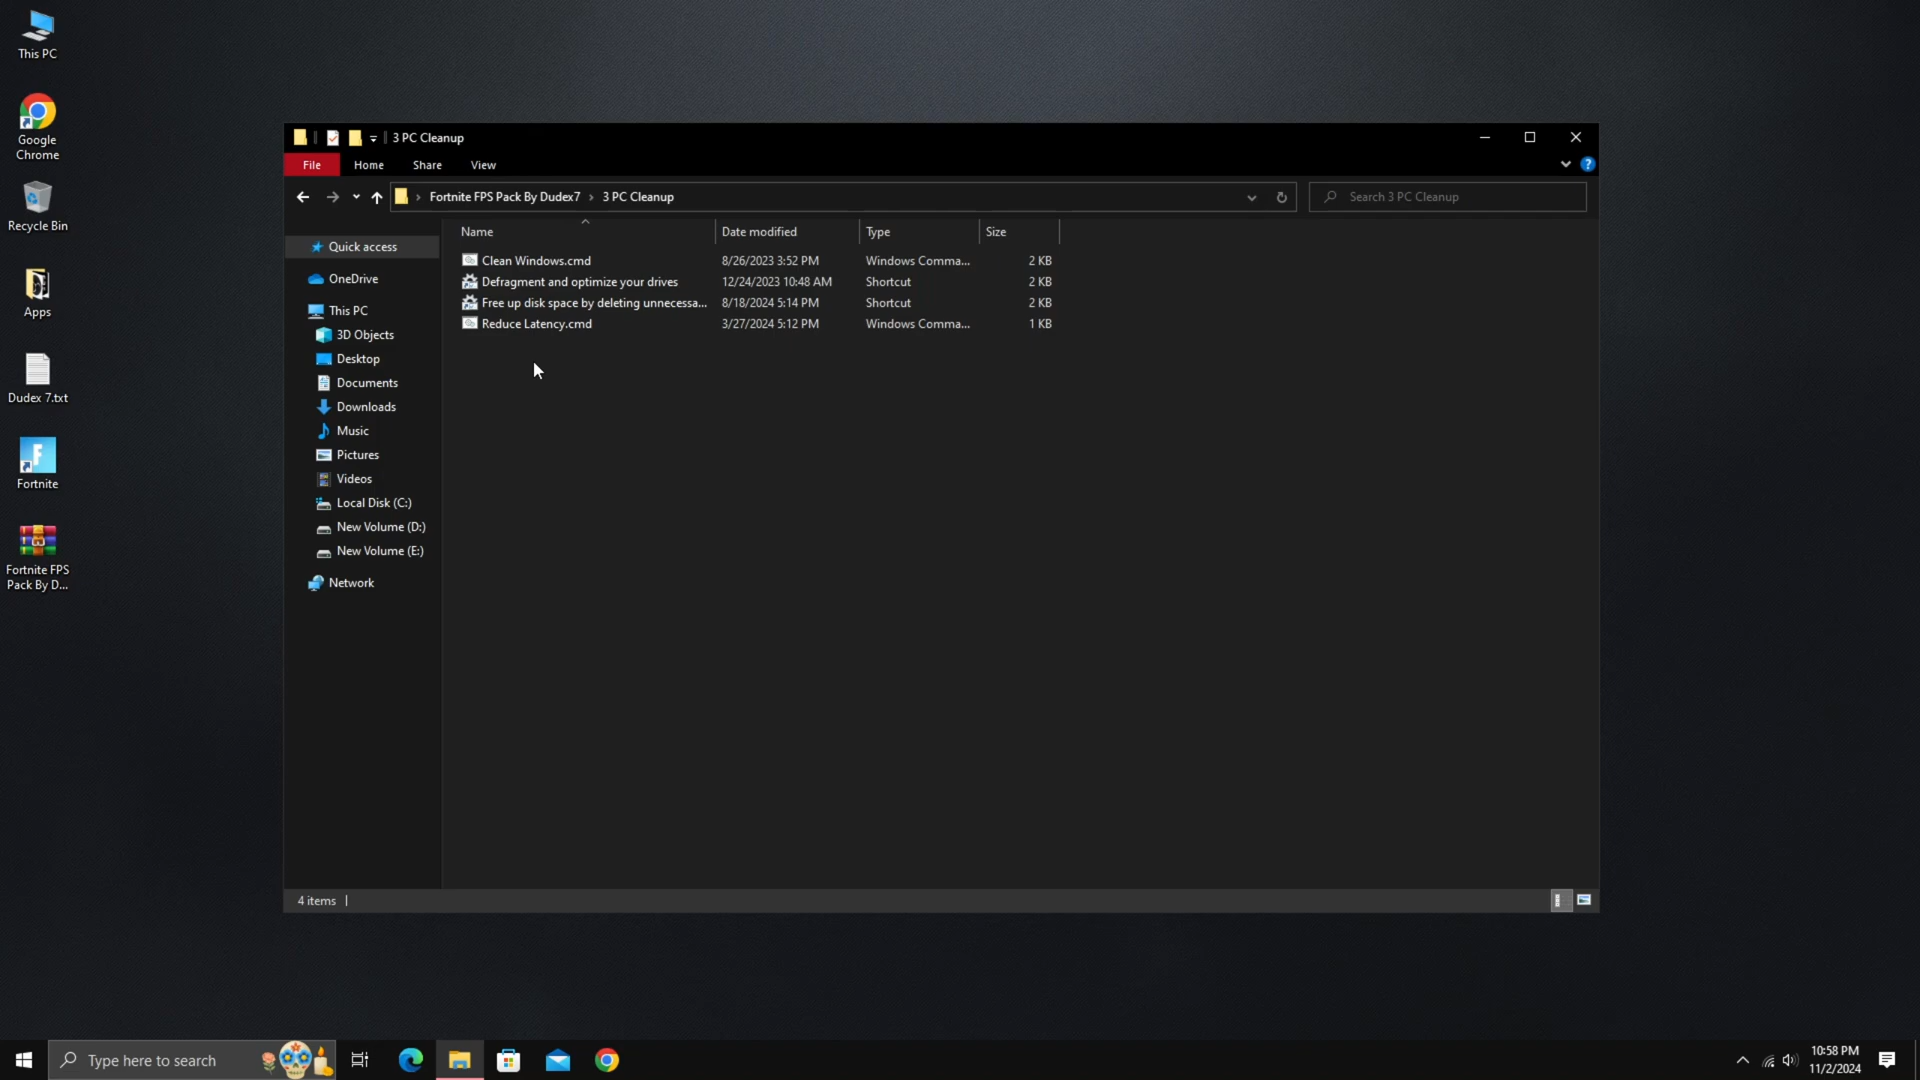 This PC
Google
Chrome
Recycle Bin
Apps
Dudex 7.txt
Fortnite
Fortnite FPS
Pack By D...
3 PC Cleanup
File Home Share View
Fortnite FPS Pack By Dudex7 › 3 PC Cleanup
Search 3 PC Cleanup
Quick access
OneDrive
This PC
3D Objects
Desktop
Documents
Downloads
Music
Pictures
Videos
Local Disk (C:)
New Volume (D:)
New Volume (E:)
Network
Name Date modified Type Size
Clean Windows.cmd 8/26/2023 3:52 PM Windows Comma... 2 KB
Defragment and optimize your drives 12/24/2023 10:48 AM Shortcut 2 KB
Free up disk space by deleting unnecessa... 8/18/2024 5:14 PM Shortcut 2 KB
Reduce Latency.cmd 3/27/2024 5:12 PM Windows Comma... 1 KB
4 items
Type here to search
10:58 PM
11/2/2024